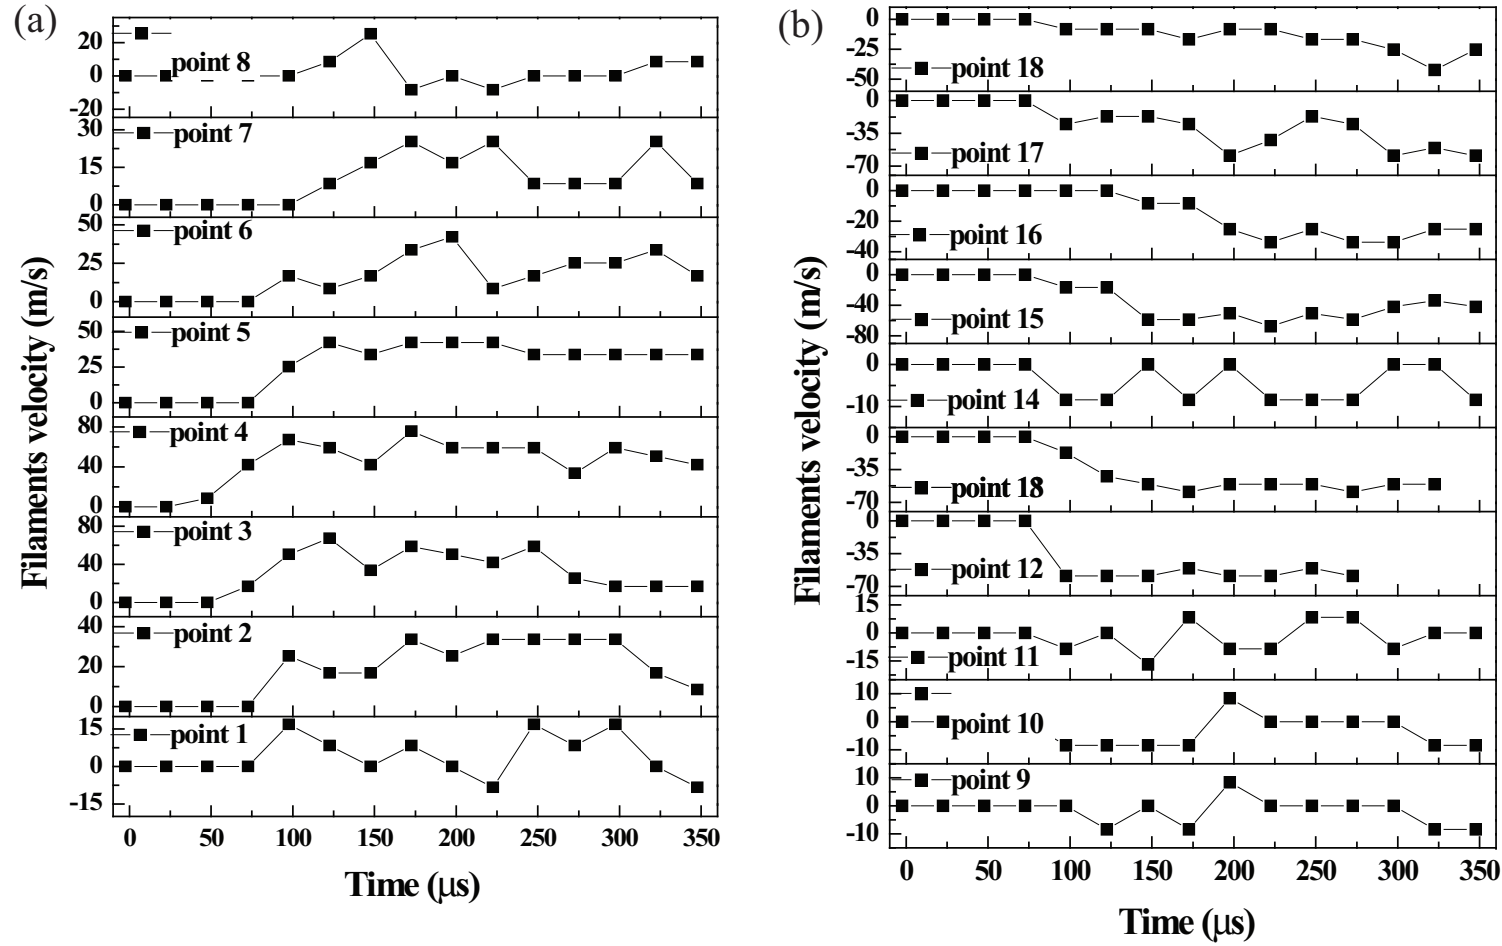 (a)
Filaments velocity (m/s)
20
point 8
0
-20
30
point 7
15
0
50
point 6
25
0
50
point 5
25
0
80
point 4
40
0
80
point 3
40
0
40
point 2
20
0
15
point 1
0
-15
0 50 100 150 200 250 300 350
Time (μs)
(b)
Filaments velocity (m/s)
0
-25
point 18
-50
0
-35
point 17
-70
0
-20
point 16
-40
0
-40
point 15
-80
0
point 14
-10
0
-35
point 18
-70
0
-35
point 12
-70
15
0
point 11
-15
10
0
point 10
-10
10
point 9
0
-10
0 50 100 150 200 250 300 350
Time (μs)